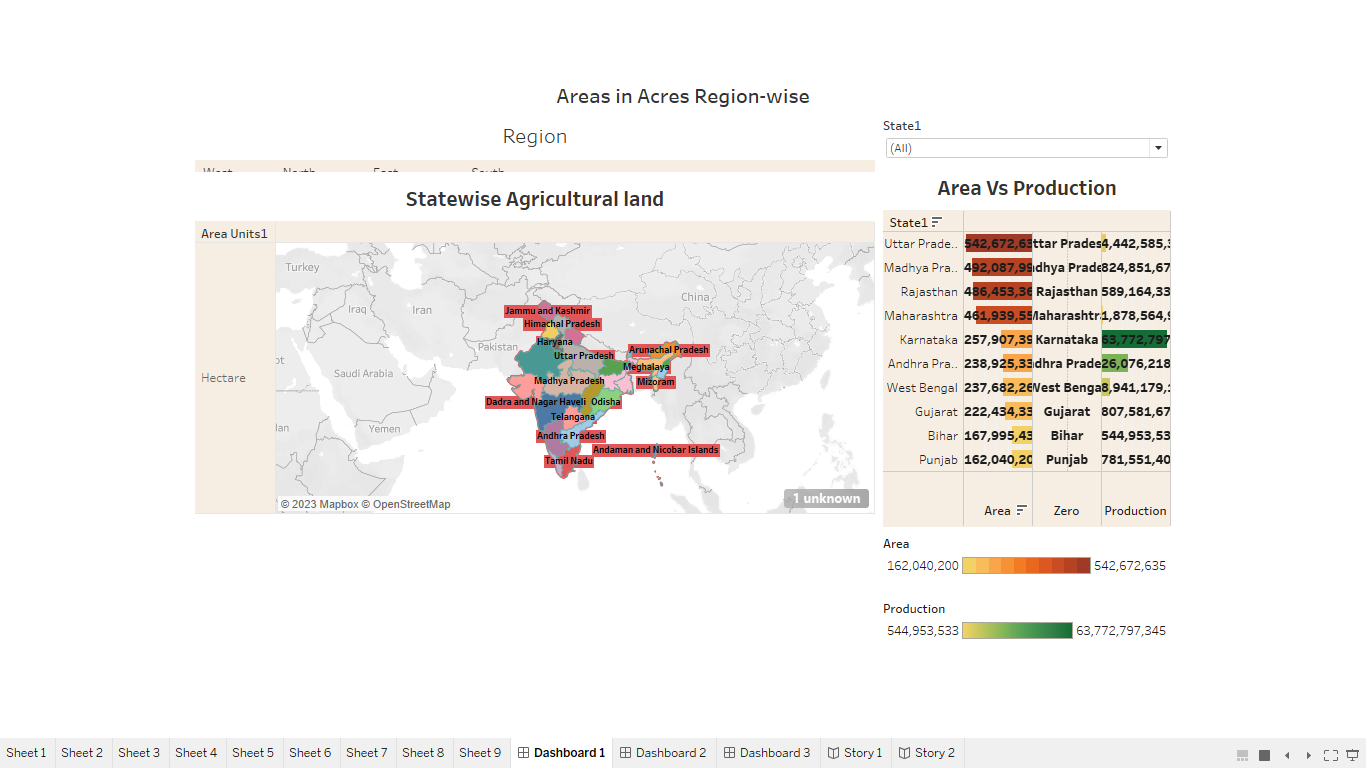 Areas in Acres Region-wise
Region
State1
(All)
West North East South
Statewise Agricultural land
Area Units1
Hectare
Turkey
Iraq
Iran
China
Pakistan
Saudi Arabia
Yemen
Jammu and Kashmir
Himachal Pradesh
Haryana
Uttar Pradesh
Arunachal Pradesh
Meghalaya
Madhya Pradesh
Mizoram
Dadra and Nagar Haveli
Odisha
Telangana
Andhra Pradesh
Andaman and Nicobar Islands
Tamil Nadu
1 unknown
© 2023 Mapbox © OpenStreetMap
Area Vs Production
State1
Uttar Prade.. 542,672,63 ttar Prades 4,442,585,3
Madhya Pra.. 492,087,99 dhya Prade 824,851,67
Rajasthan 486,453,36 Rajasthan 589,164,33
Maharashtra 461,939,55 Maharashtr 1,878,564,9
Karnataka 257,907,39 Karnataka 63,772,797
Andhra Prade.. 238,925,33 dhra Prade 26,076,218
West Bengal 237,682,26 West Benga 8,941,179,1
Gujarat 222,434,33 Gujarat 807,581,67
Bihar 167,995,43 Bihar 544,953,53
Punjab 162,040,20 Punjab 781,551,40
Area Zero Production
Area
162,040,200 542,672,635
Production
544,953,533 63,772,797,345
Sheet 1 Sheet 2 Sheet 3 Sheet 4 Sheet 5 Sheet 6 Sheet 7 Sheet 8 Sheet 9 Dashboard 1 Dashboard 2 Dashboard 3 Story 1 Story 2